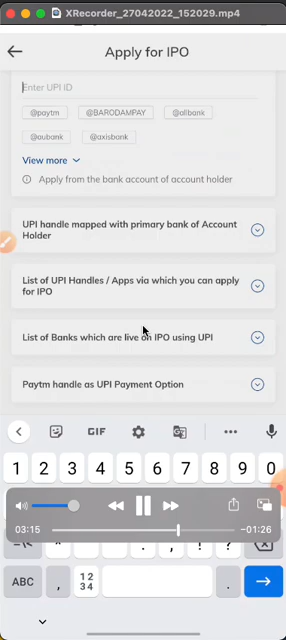 XRecorder_27042022_152029.mp4
Apply for IPO
Enter UPI ID
@paytm @BARODAMPAY @allbank
@aubank @axisbank
View more
Apply from the bank account of account holder
UPI handle mapped with primary bank of Account
Holder
List of UPI Handles / Apps via which you can apply
for IPO
List of Banks which are live on IPO using UPI
Paytm handle as UPI Payment Option
GIF
1 2 3 4 5 6 7 8 9 0
03:15 −01:26
ABC , 12
34 .